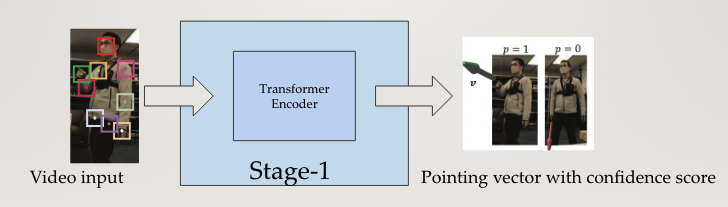 p = 1
p = 0
v
Transformer
Encoder
Stage-1
Video input
Pointing vector with confidence score